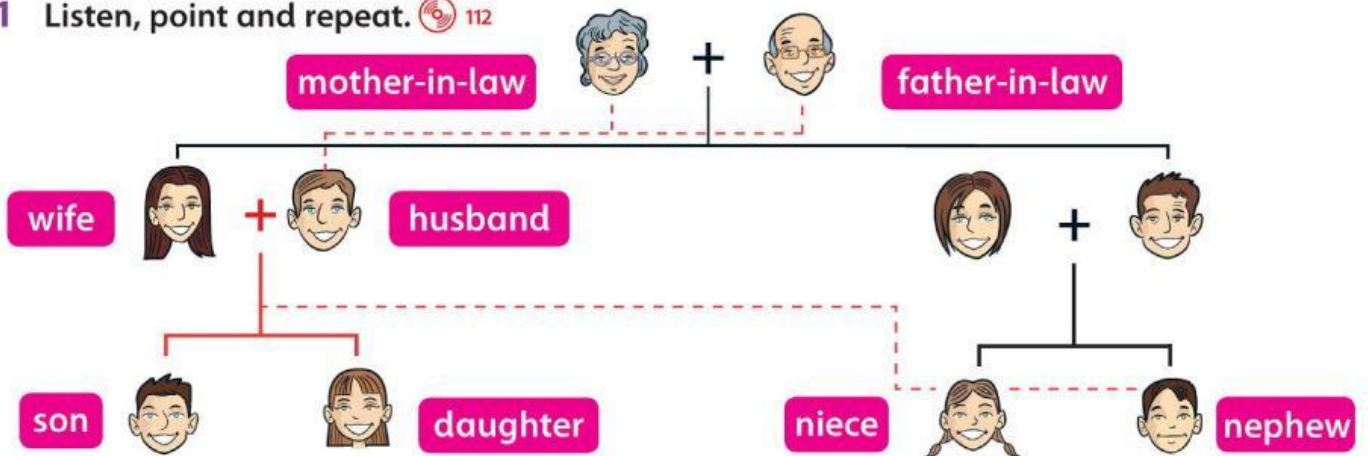 1 Listen, point and repeat. 112
mother-in-law
father-in-law
wife
husband
son
daughter
niece
nephew